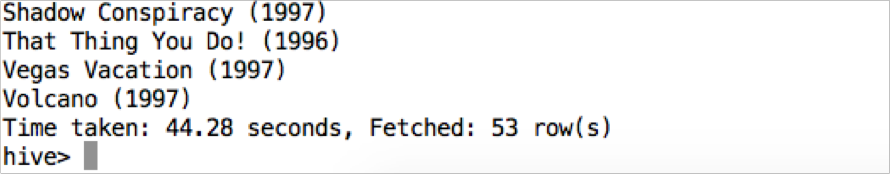 Shadow Conspiracy (1997)
That Thing You Do! (1996)
Vegas Vacation (1997)
Volcano (1997)
Time taken: 44.28 seconds, Fetched: 53 row(s)
hive>